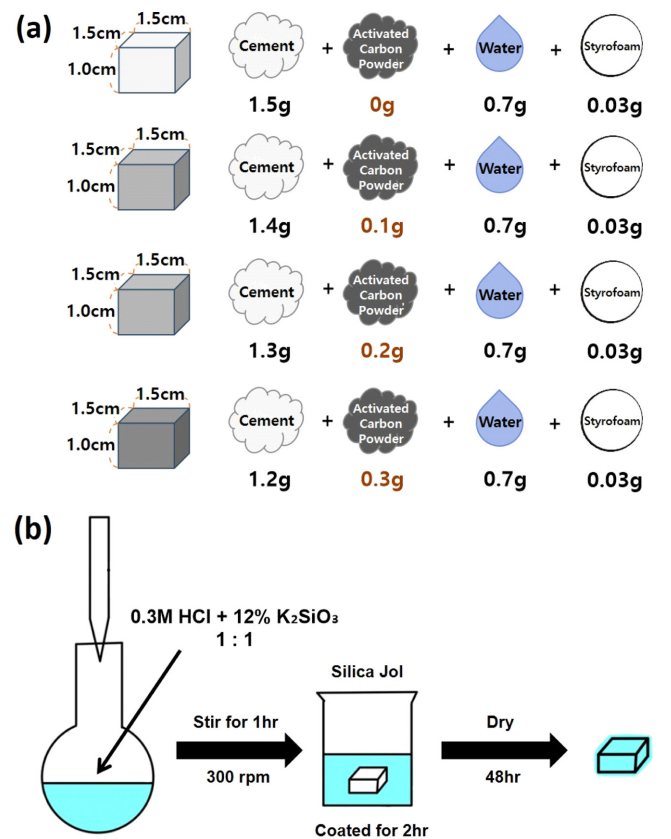 (a)
1.5cm
1.5cm
1.0cm
Cement
+
Activated
Carbon
Powder
+
Water
+
Styrofoam
1.5g
0g
0.7g
0.03g
1.5cm
1.5cm
1.0cm
Cement
+
Activated
Carbon
Powder
+
Water
+
Styrofoam
1.4g
0.1g
0.7g
0.03g
1.5cm
1.5cm
1.0cm
Cement
+
Activated
Carbon
Powder
+
Water
+
Styrofoam
1.3g
0.2g
0.7g
0.03g
1.5cm
1.5cm
1.0cm
Cement
+
Activated
Carbon
Powder
+
Water
+
Styrofoam
1.2g
0.3g
0.7g
0.03g
(b)
0.3M HCl + 12% K₂SiO₃
1 : 1
Stir for 1hr
300 rpm
Silica Jol
Coated for 2hr
Dry
48hr